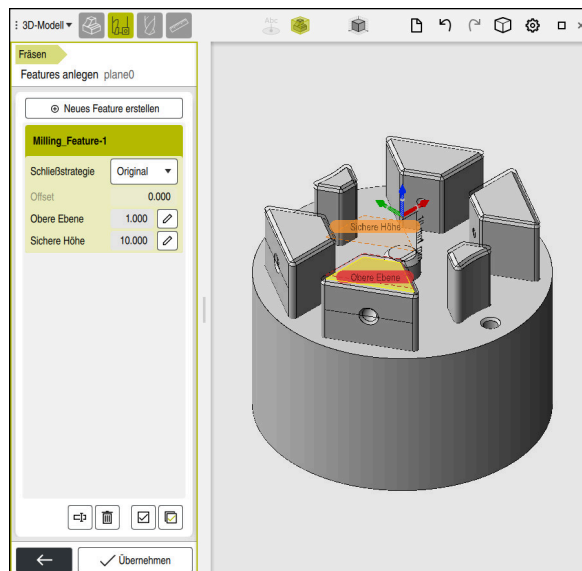 3D-Modell
Abc
Fräsen
Features anlegen plane0
Neues Feature erstellen
Milling_Feature-1
Schließstrategie Original
Offset 0.000
Obere Ebene 1.000
Sichere Höhe 10.000
Übernehmen
Sichere Höhe
Obere Ebene